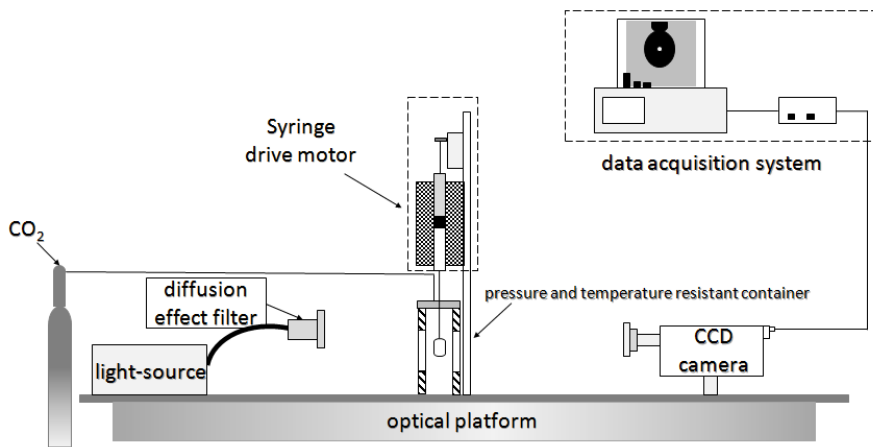 Syringe
drive motor
data acquisition system
CO₂
diffusion
effect filter
pressure and temperature resistant container
light-source
CCD
camera
optical platform